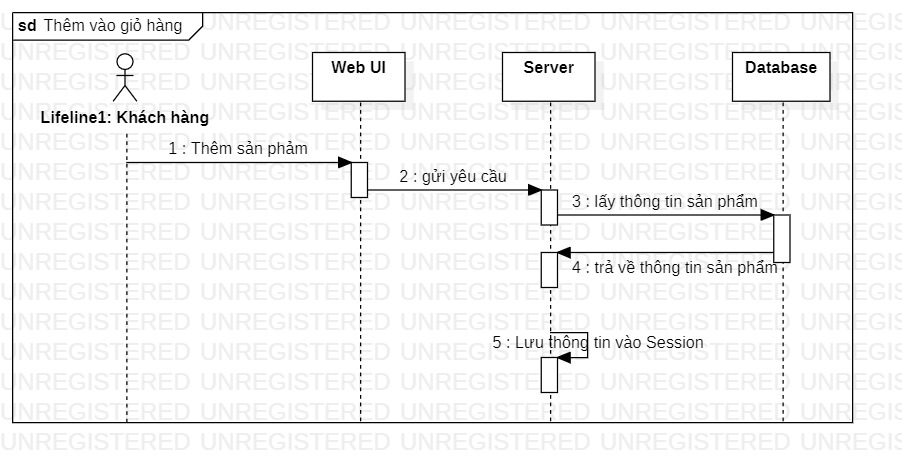 sd Thêm vào giỏ hàng
Web UI
Server
Database
Lifeline1: Khách hàng
1 : Thêm sản phảm
2 : gửi yêu cầu
3 : lấy thông tin sản phẩm
4 : trả về thông tin sản phẩm
5 : Lưu thông tin vào Session
UNREGISTERED UNREGISTERED UNREGISTERED UNREGISTERED UNREGISTERED